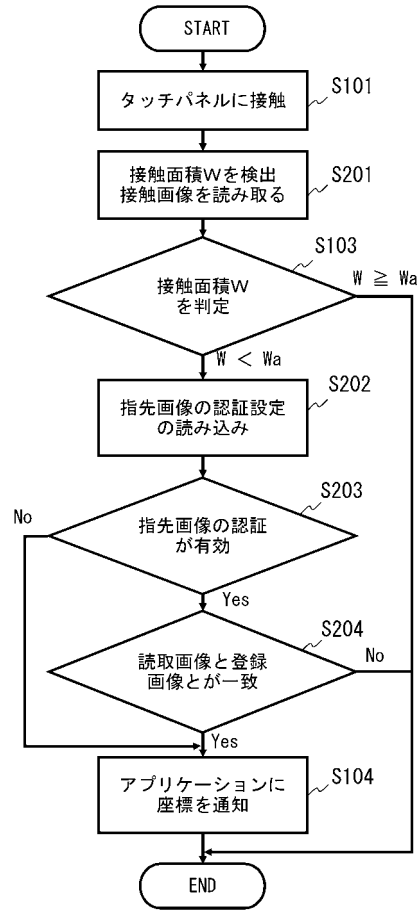 START
タッチパネルに接触
S101
接触面積Wを検出
接触画像を読み取る
S201
接触面積W
を判定
S103
W ≧ Wa
W < Wa
指先画像の認証設定
の読み込み
S202
指先画像の認証
が有効
S203
No
Yes
読取画像と登録
画像とが一致
S204
No
Yes
アプリケーションに
座標を通知
S104
END